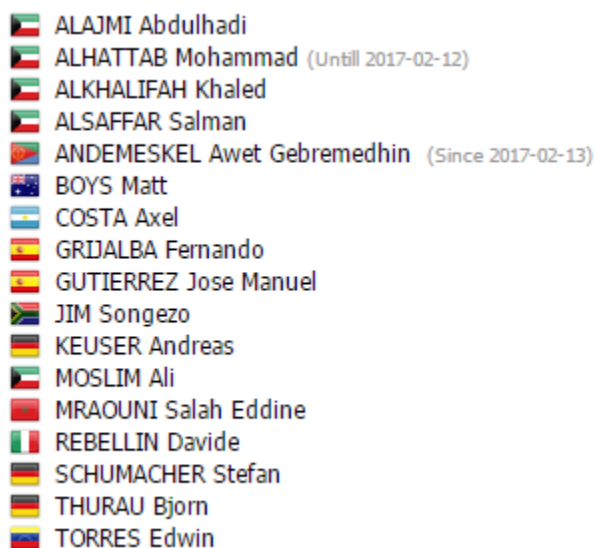 ALAJMI Abdulhadi
ALHATTAB Mohammad (Untill 2017-02-12)
ALKHALIFAH Khaled
ALSAFFAR Salman
ANDEMESKEL Awet Gebremedhin (Since 2017-02-13)
BOYS Matt
COSTA Axel
GRIJALBA Fernando
GUTIERREZ Jose Manuel
JIM Songezo
KEUSER Andreas
MOSLIM Ali
MRAOUNI Salah Eddine
REBELLIN Davide
SCHUMACHER Stefan
THURAU Bjorn
TORRES Edwin